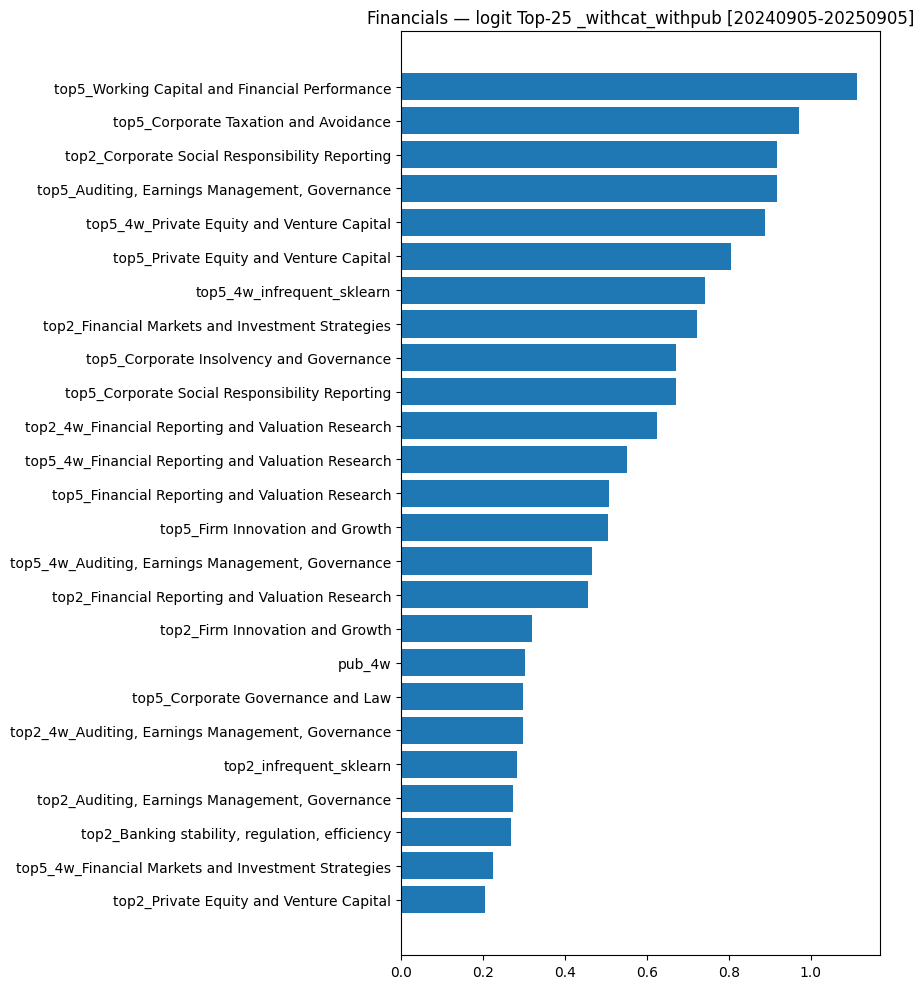 Financials — logit Top-25 _withcat_withpub [20240905-20250905]
top5_Working Capital and Financial Performance
top5_Corporate Taxation and Avoidance
top2_Corporate Social Responsibility Reporting
top5_Auditing, Earnings Management, Governance
top5_4w_Private Equity and Venture Capital
top5_Private Equity and Venture Capital
top5_4w_infrequent_sklearn
top2_Financial Markets and Investment Strategies
top5_Corporate Insolvency and Governance
top5_Corporate Social Responsibility Reporting
top2_4w_Financial Reporting and Valuation Research
top5_4w_Financial Reporting and Valuation Research
top5_Financial Reporting and Valuation Research
top5_Firm Innovation and Growth
top5_4w_Auditing, Earnings Management, Governance
top2_Financial Reporting and Valuation Research
top2_Firm Innovation and Growth
pub_4w
top5_Corporate Governance and Law
top2_4w_Auditing, Earnings Management, Governance
top2_infrequent_sklearn
top2_Auditing, Earnings Management, Governance
top2_Banking stability, regulation, efficiency
top5_4w_Financial Markets and Investment Strategies
top2_Private Equity and Venture Capital
0.0 0.2 0.4 0.6 0.8 1.0